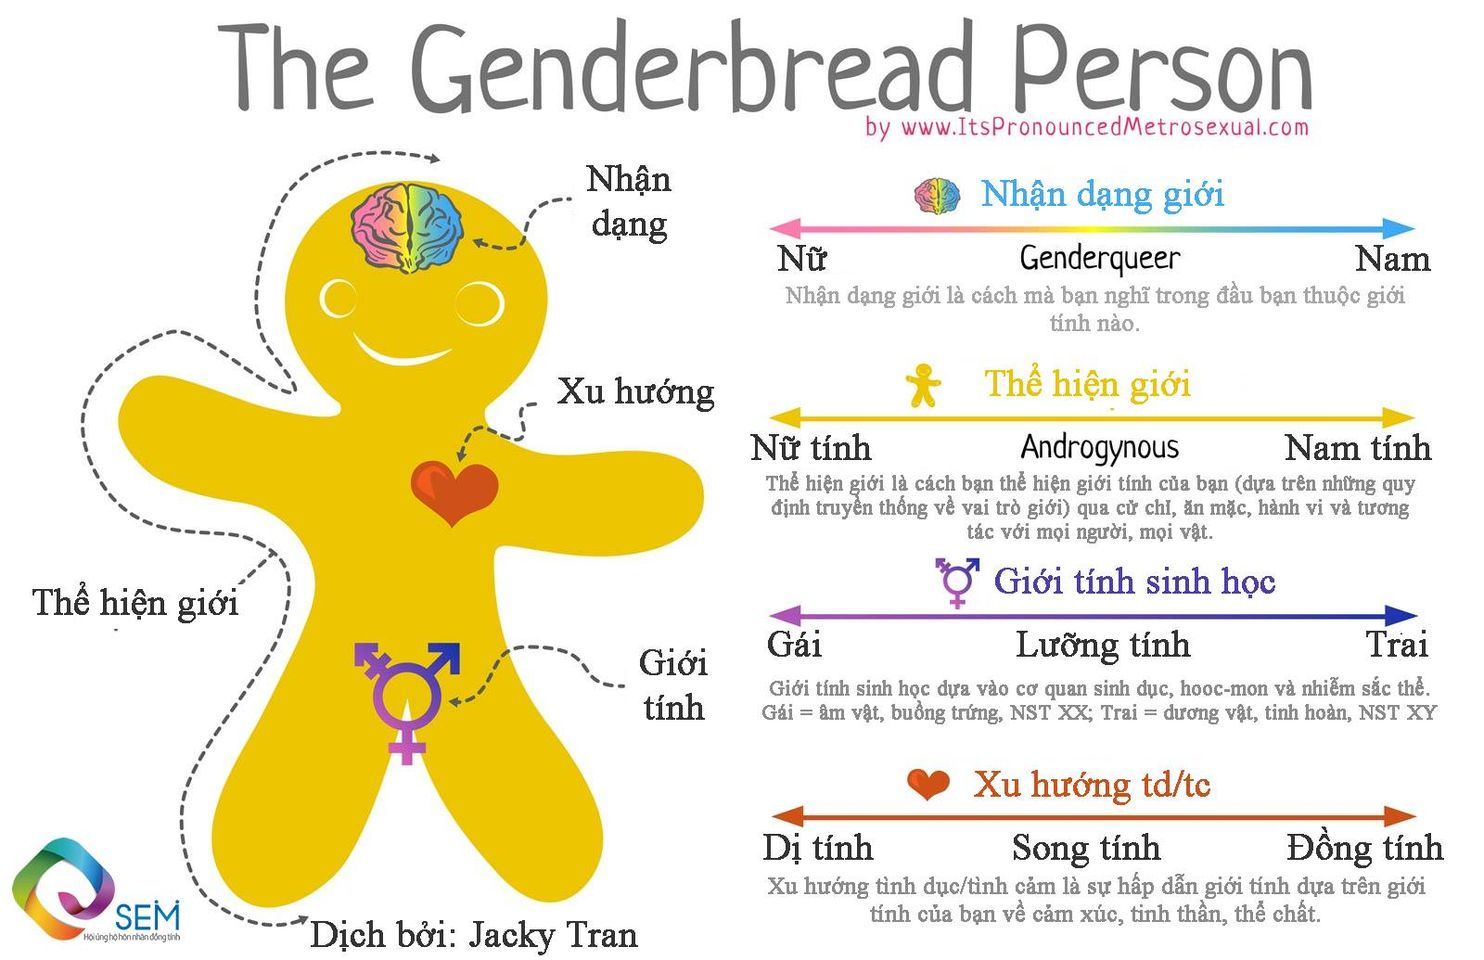 The Genderbread Person
by www.ItsPronouncedMetrosexual.com
Nhận
dạng
Xu hướng
Thể hiện giới
Giới
tính
Nhận dạng giới
Nữ Genderqueer Nam
Nhận dạng giới là cách mà bạn nghĩ trong đầu bạn thuộc giới
tính nào.
Thể hiện giới
Nữ tính Androgynous Nam tính
Thể hiện giới là cách bạn thể hiện giới tính của bạn (dựa trên những quy
định truyền thống về vai trò giới) qua cử chỉ, ăn mặc, hành vi và tương
tác với mọi người, mọi vật.
Giới tính sinh học
Gái Lưỡng tính Trai
Giới tính sinh học dựa vào cơ quan sinh dục, hooc-mon và nhiễm sắc thể.
Gái = âm vật, buồng trứng, NST XX; Trai = dương vật, tinh hoàn, NST XY
Xu hướng td/tc
Dị tính Song tính Đồng tính
Xu hướng tình dục/tình cảm là sự hấp dẫn giới tính dựa trên giới
tính của bạn về cảm xúc, tinh thần, thể chất.
SEM
Hội ủng hộ hôn nhân đồng tính
Dịch bởi: Jacky Tran